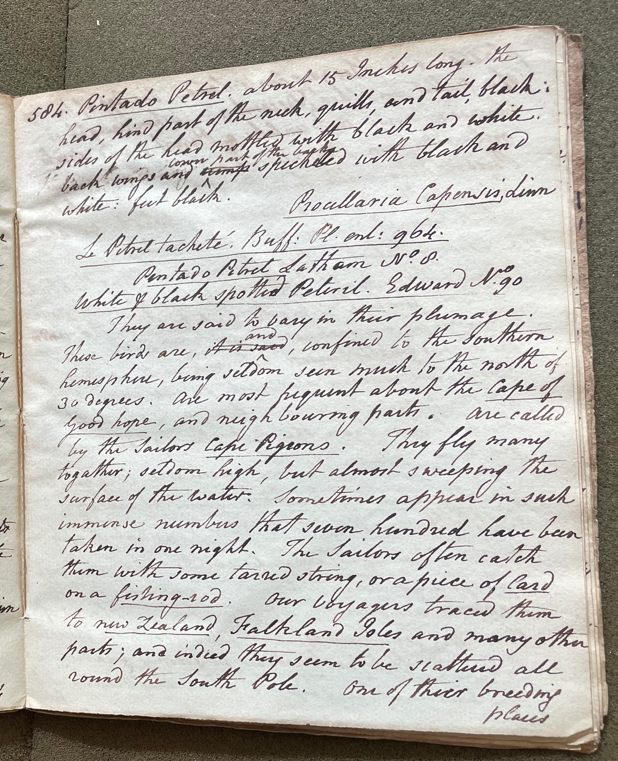 584. Pintado Petril. about 15 Inches long. the
head, hind part of the neck, quills, and tail, black:
sides of the head mottled with black and white.
back wings and lower part of the back speckled with black and
white: feet black.
Procellaria Capensis, Linn
Le Petrel tacheté. Buff: Pl. enl: 964.
Pintado Petrel Latham No 8.
White & black spotted Peteril. Edward No. 90
They are said to vary in their plumage.
These birds are, it is said, and confined to the Southern
hemisphere, being seldom seen much to the north of
30 degrees. are most frequent about the Cape of
Good hope, and neighbouring parts. are called
by the Sailors Cape Pigeons. They fly many
togather; seldom high, but almost sweeping the
surface of the water. Sometimes appear in such
immense numbers that seven hundred have been
taken in one night. The Sailors often catch
them with some tarred string, or a piece of Lard
on a fishing-rod. Our Voyagers traced them
to new Zealand, Falkland Isles and many other
parts; and indeed they seem to be scatterd all
round the South Pole. One of thier breeding
places